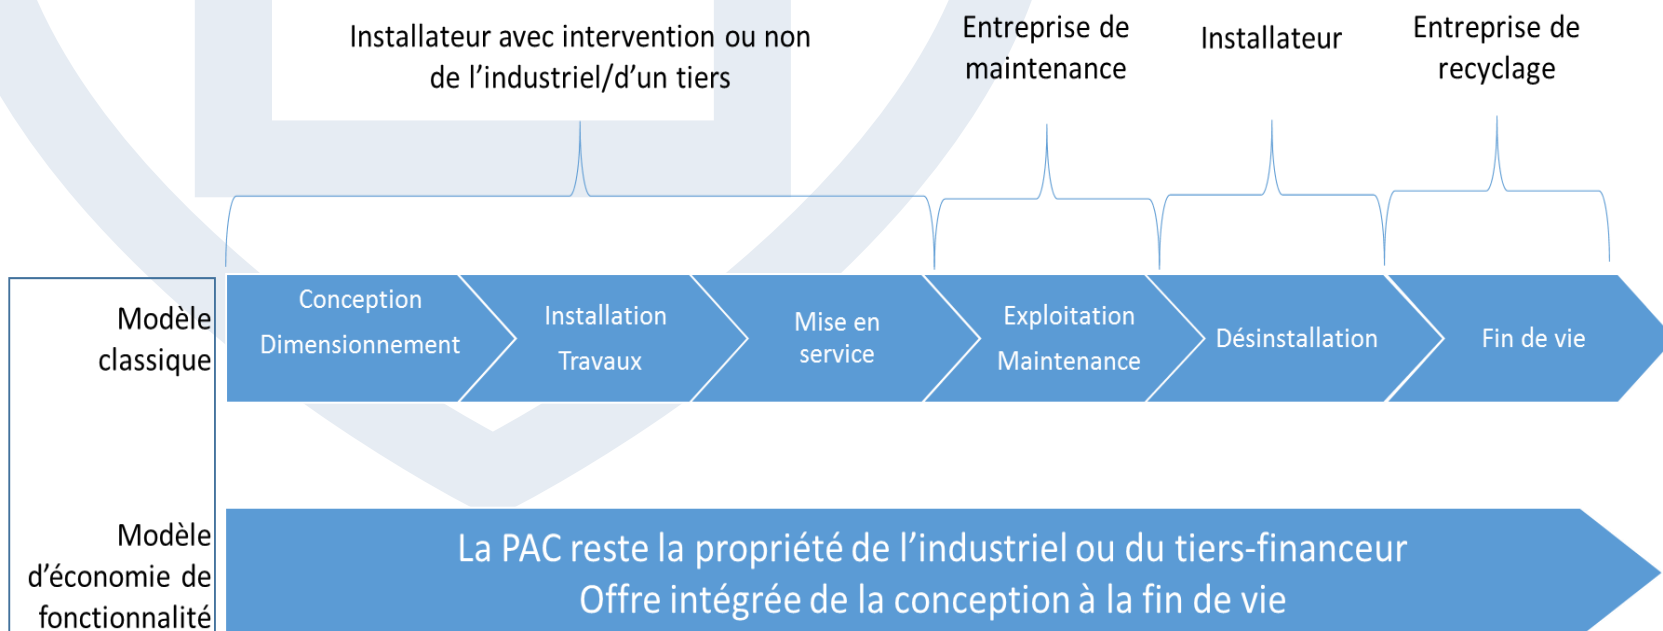 Installateur avec intervention ou non
de l’industriel/d’un tiers
Entreprise de
maintenance
Installateur
Entreprise de
recyclage
Modèle
classique
Conception
Dimensionnement
Installation
Travaux
Mise en
service
Exploitation
Maintenance
Désinstallation
Fin de vie
Modèle
d’économie de
fonctionnalité
La PAC reste la propriété de l’industriel ou du tiers-financeur
Offre intégrée de la conception à la fin de vie